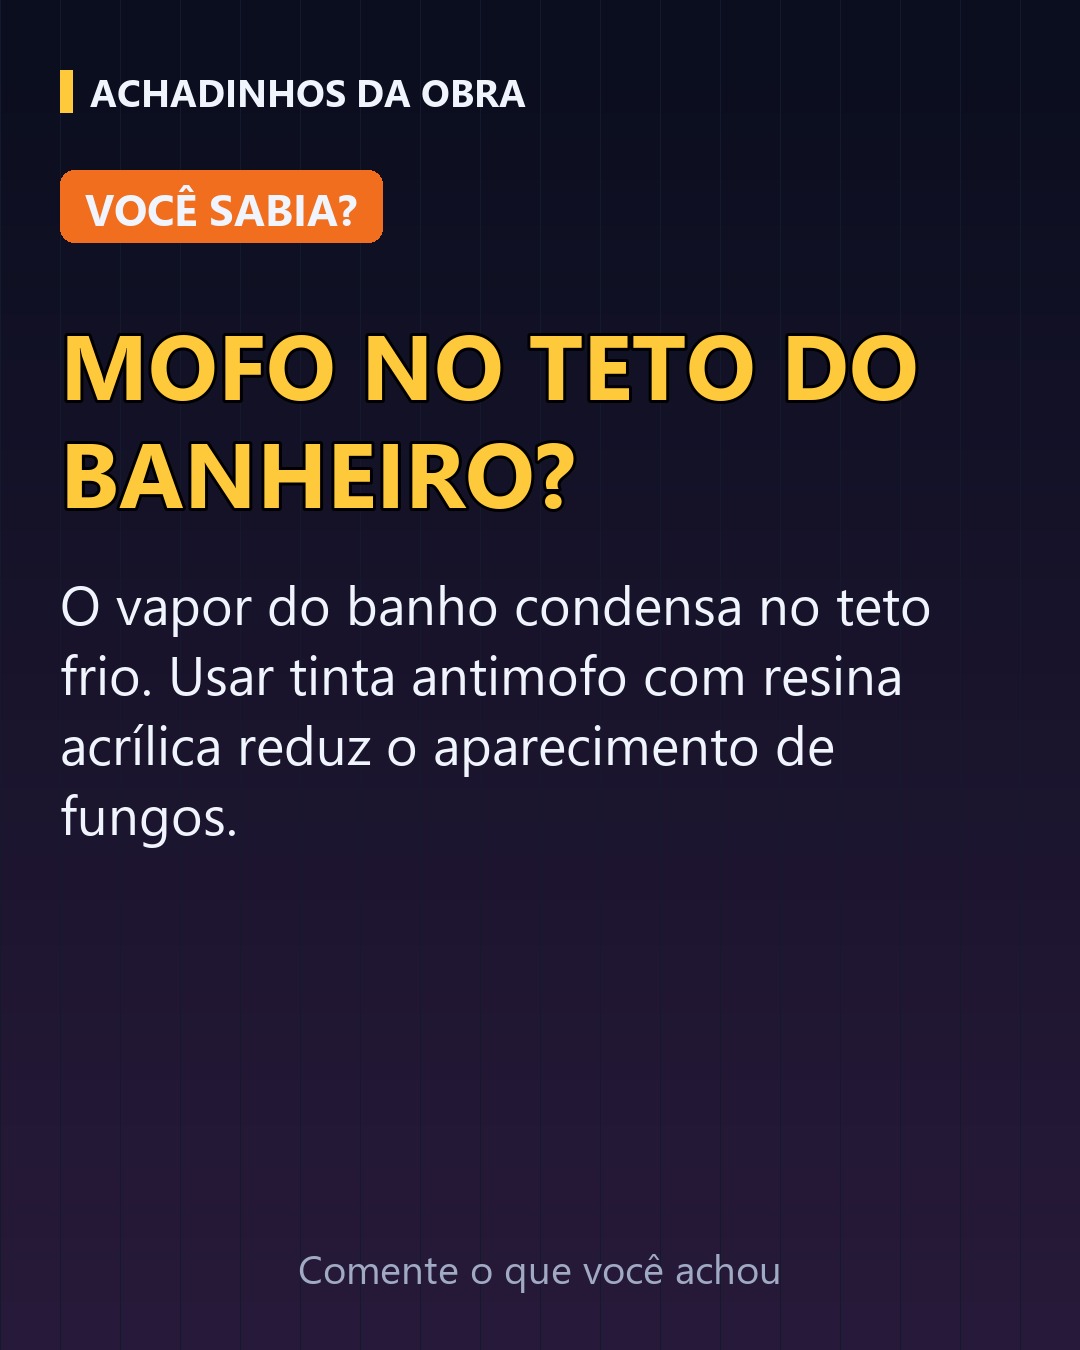 ACHADINHOS DA OBRA
VOCÊ SABIA?
MOFO NO TETO DO
BANHEIRO?
O vapor do banho condensa no teto
frio. Usar tinta antimofo com resina
acrílica reduz o aparecimento de
fungos.
Comente o que você achou